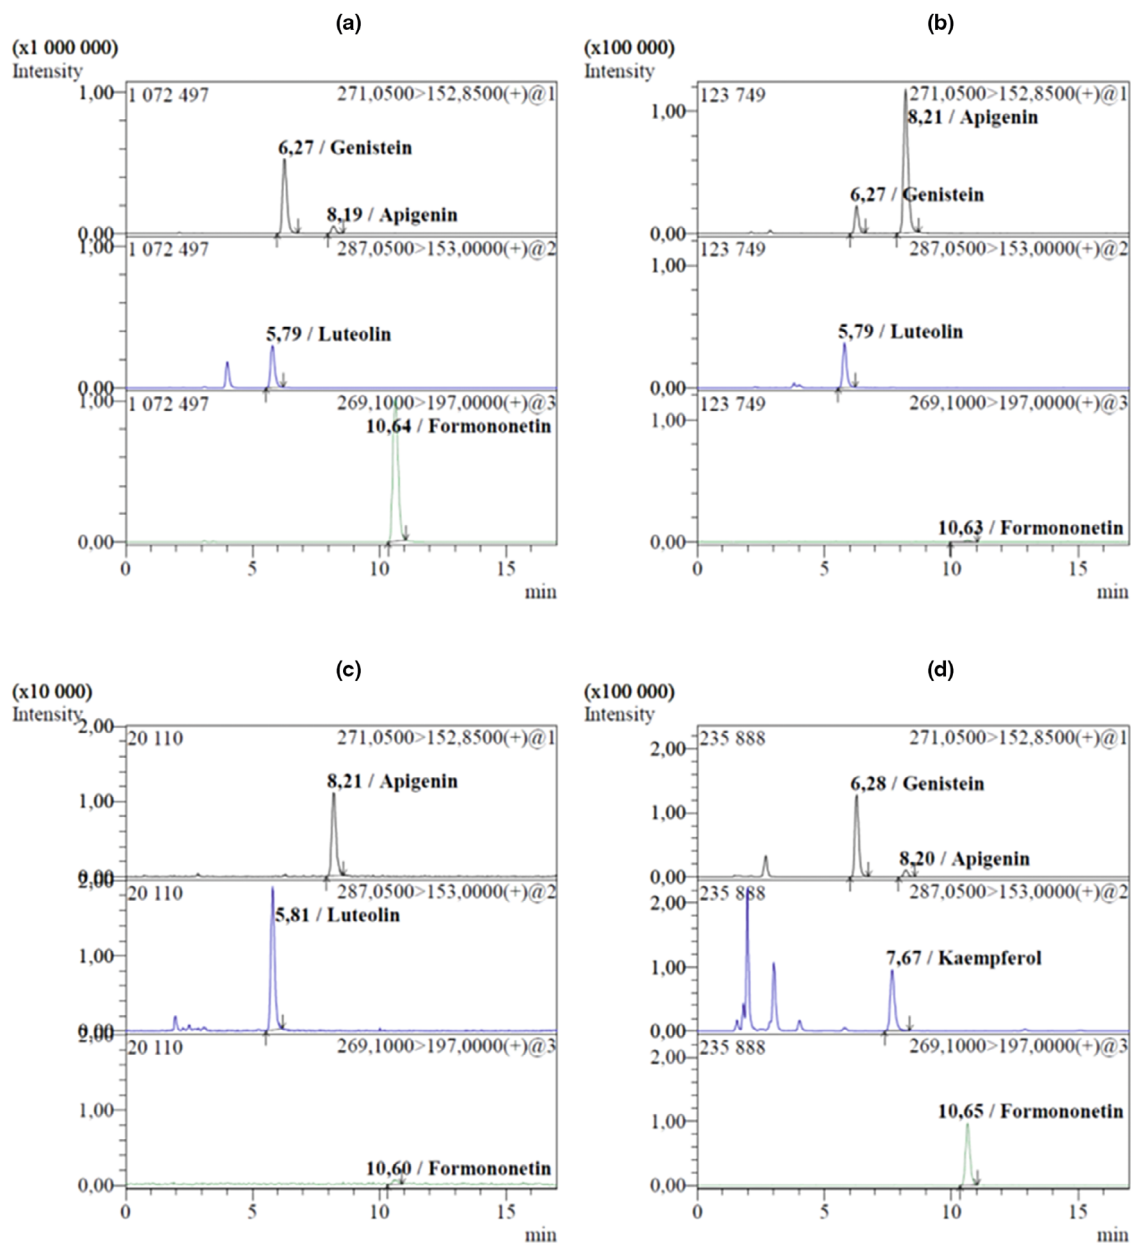 (a)
(x1 000 000)
Intensity
1,00
1 072 497
271,0500>152,8500(+)@1
6,27 / Genistein
8,19 / Apigenin
0,00
1,00
1 072 497
287,0500>153,0000(+)@2
5,79 / Luteolin
0,00
1,00
1 072 497
269,1000>197,0000(+)@3
10,64 / Formononetin
0,00
0
5
10
15
min
(b)
(x100 000)
Intensity
123 749
271,0500>152,8500(+)@1
1,00
8,21 / Apigenin
6,27 / Genistein
0,00
123 749
287,0500>153,0000(+)@2
1,00
5,79 / Luteolin
0,00
123 749
269,1000>197,0000(+)@3
1,00
10,63 / Formononetin
0,00
0
5
10
15
min
(c)
(x10 000)
Intensity
2,00
20 110
271,0500>152,8500(+)@1
8,21 / Apigenin
1,00
0,00
2,00
20 110
287,0500>153,0000(+)@2
5,81 / Luteolin
1,00
0,00
2,00
20 110
269,1000>197,0000(+)@3
1,00
10,60 / Formononetin
0,00
0
5
10
15
min
(d)
(x100 000)
Intensity
235 888
271,0500>152,8500(+)@1
2,00
6,28 / Genistein
1,00
8,20 / Apigenin
0,00
235 888
287,0500>153,0000(+)@2
2,00
7,67 / Kaempferol
1,00
0,00
235 888
269,1000>197,0000(+)@3
2,00
10,65 / Formononetin
1,00
0,00
0
5
10
15
min